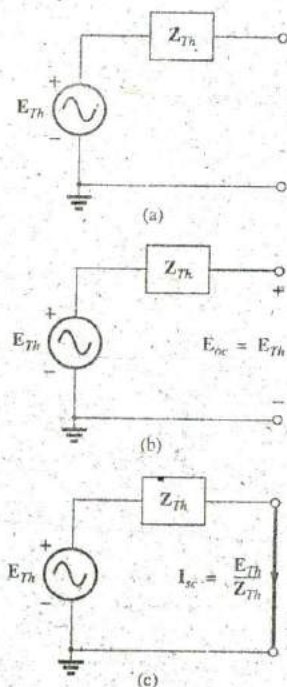 Z_Th
+
E_Th
−
(a)
Z_Th
+
+
E_Th
E_oc = E_Th
−
−
(b)
Z_Th
+
E_Th
I_sc = E_Th / Z_Th
−
(c)